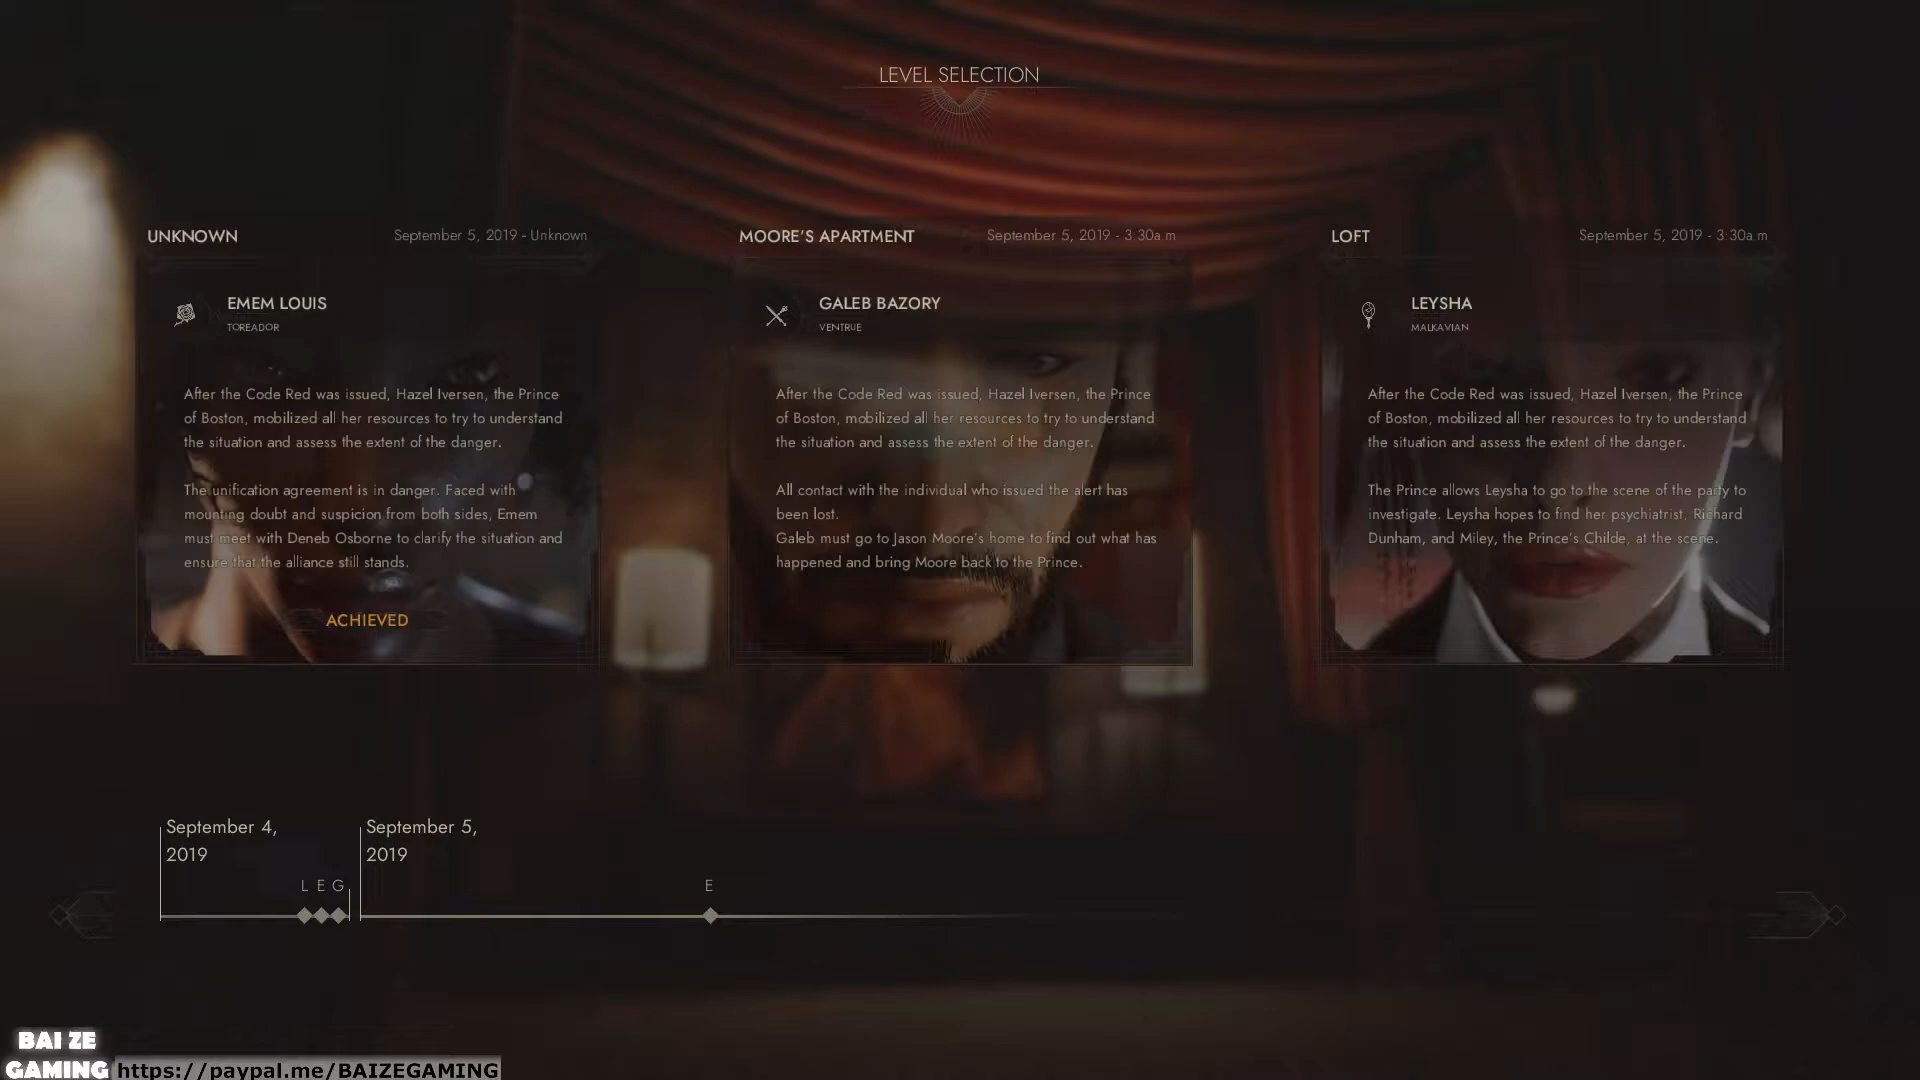 LEVEL SELECTION
UNKNOWN
September 5, 2019 - Unknown
EMEM LOUIS
TOREADOR
After the Code Red was issued, Hazel Iversen, the Prince
of Boston, mobilized all her resources to try to understand
the situation and assess the extent of the danger.
The unification agreement is in danger. Faced with
mounting doubt and suspicion from both sides, Emem
must meet with Deneb Osborne to clarify the situation and
ensure that the alliance still stands.
ACHIEVED
MOORE'S APARTMENT
September 5, 2019 - 3:30a.m
GALEB BAZORY
VENTRUE
After the Code Red was issued, Hazel Iversen, the Prince
of Boston, mobilized all her resources to try to understand
the situation and assess the extent of the danger.
All contact with the individual who issued the alert has
been lost.
Galeb must go to Jason Moore's home to find out what has
happened and bring Moore back to the Prince.
LOFT
September 5, 2019 - 3:30a.m
LEYSHA
MALKAVIAN
After the Code Red was issued, Hazel Iversen, the Prince
of Boston, mobilized all her resources to try to understand
the situation and assess the extent of the danger.
The Prince allows Leysha to go to the scene of the party to
investigate. Leysha hopes to find her psychiatrist, Richard
Dunham, and Miley, the Prince's Childe, at the scene.
September 4,
2019
L E G
September 5,
2019
E
BAI ZE
GAMING https://paypal.me/BAIZEGAMING